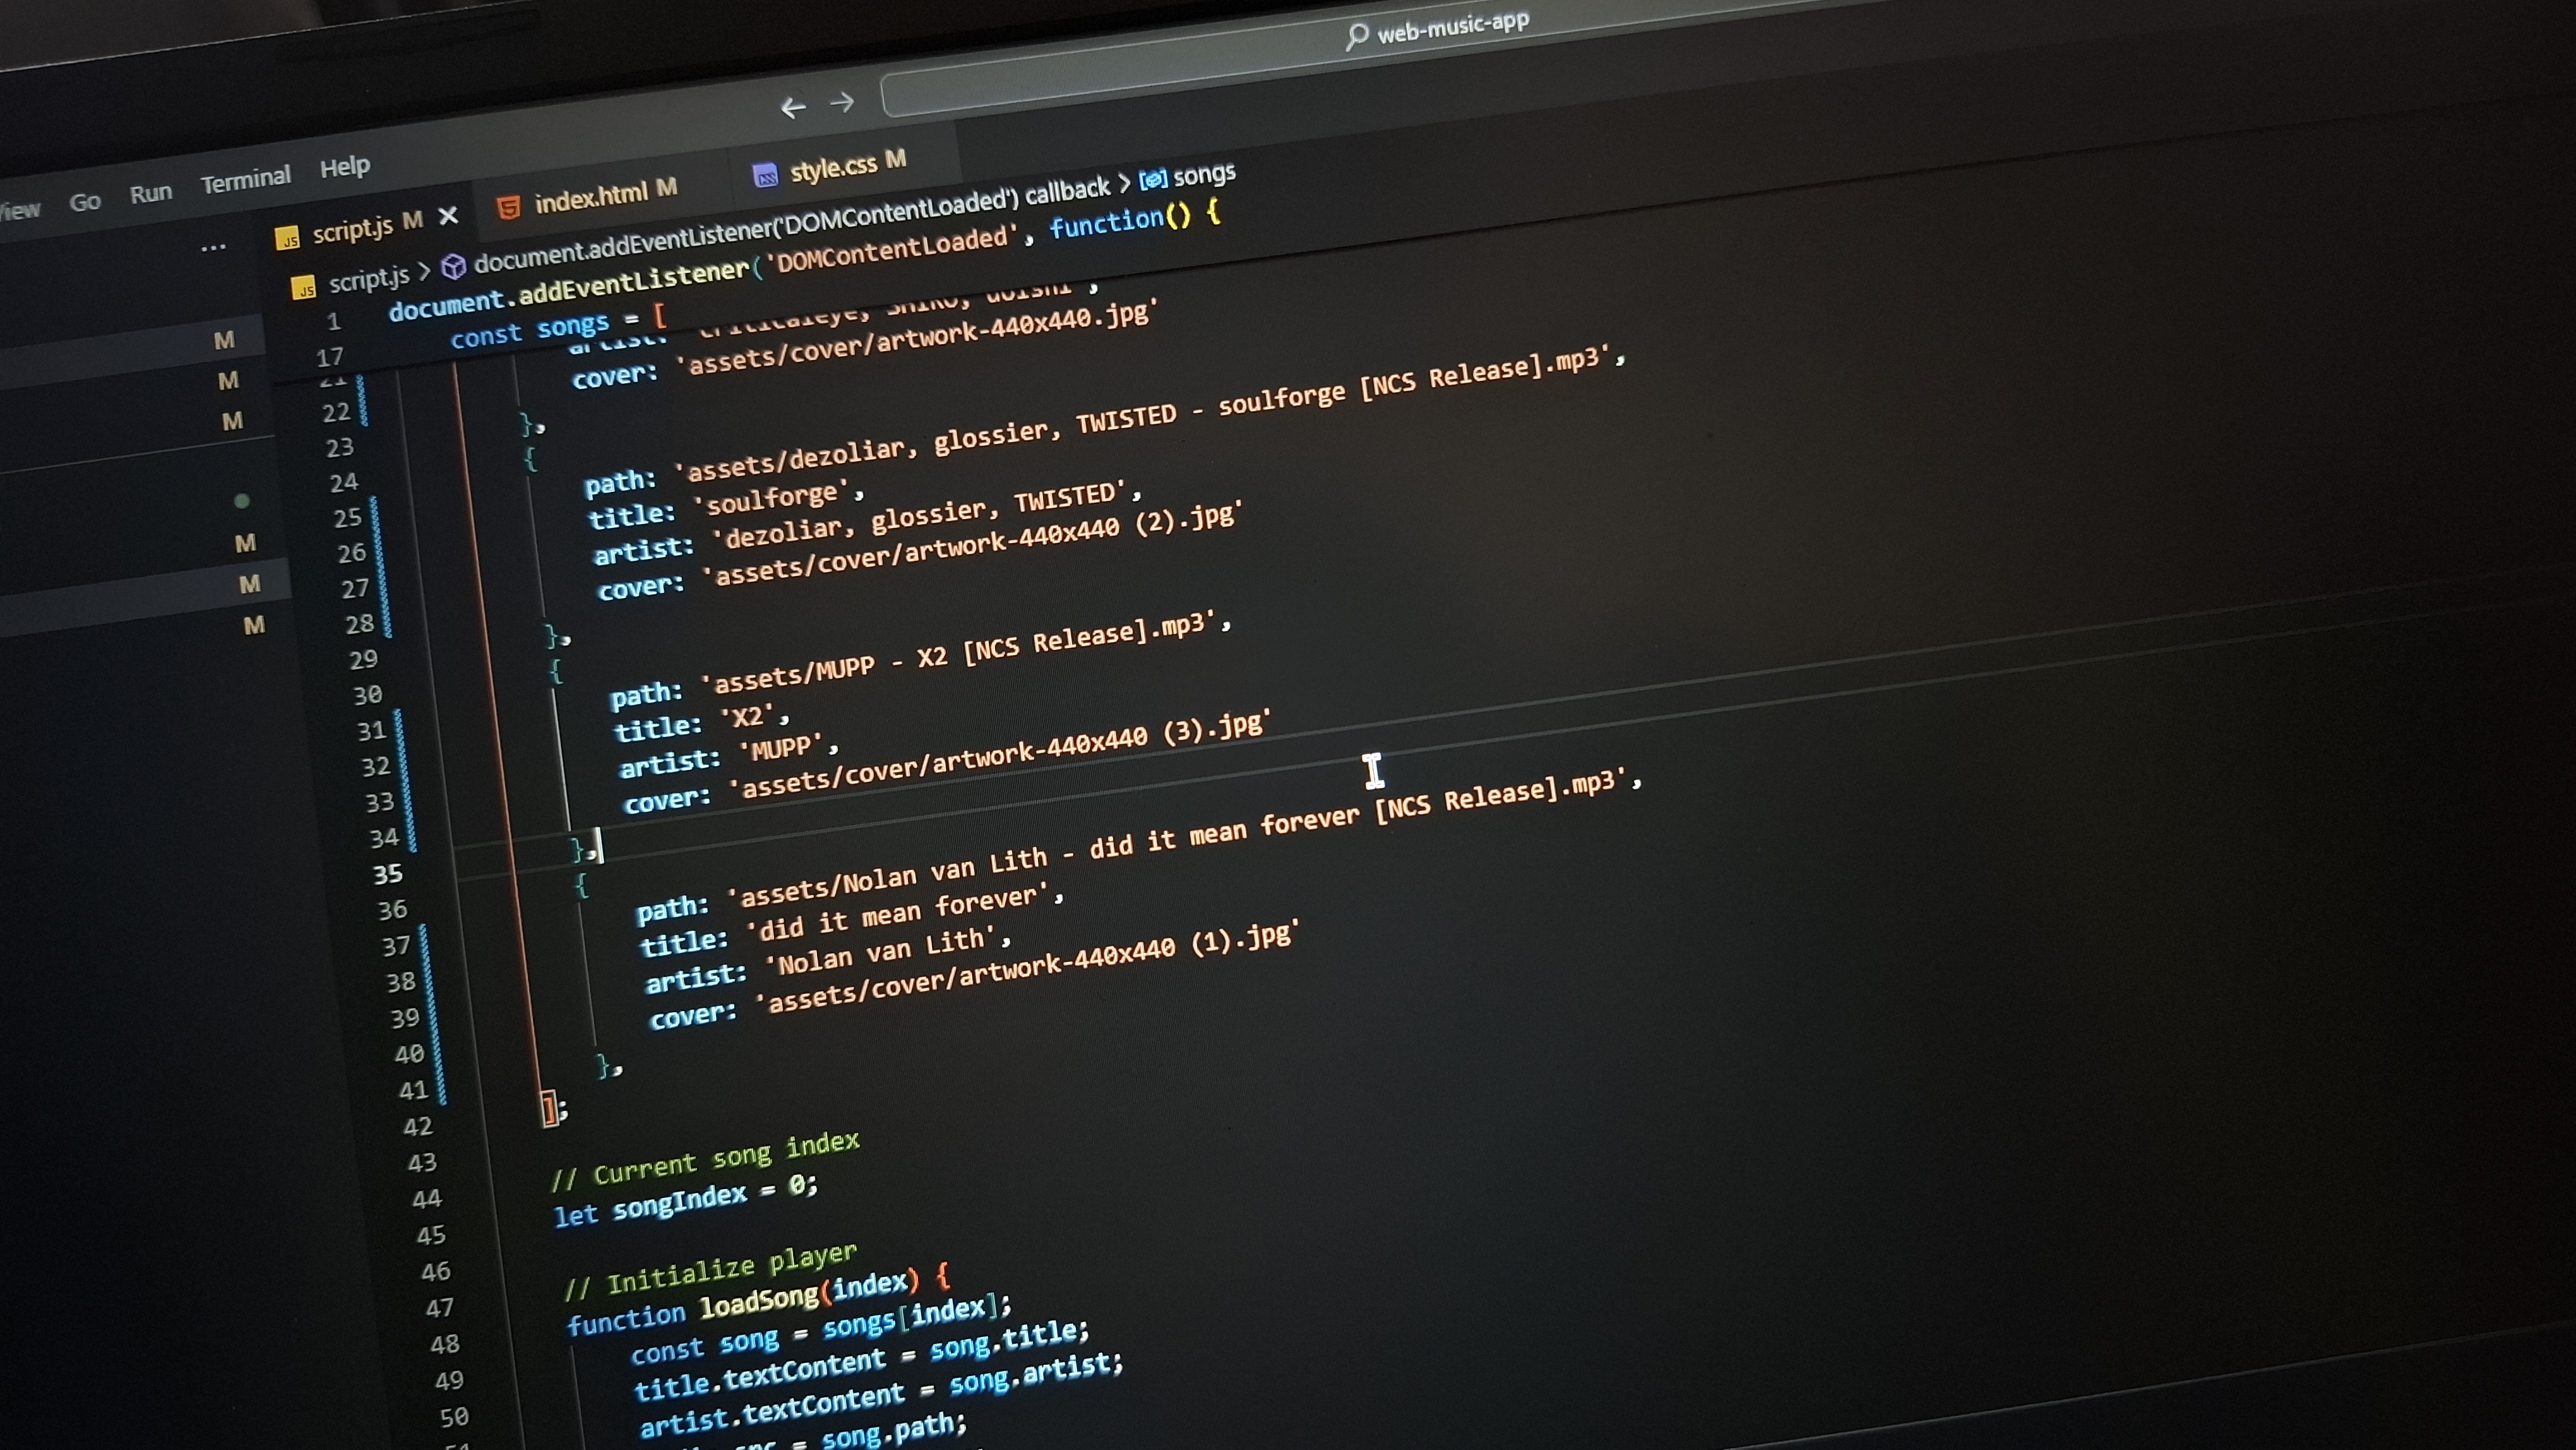 web-music-app
View Go Run Terminal Help
script.js M index.html M style.css M
script.js > document.addEventListener('DOMContentLoaded') callback > songs
1 document.addEventListener('DOMContentLoaded', function() {
17 const songs = [
21 artist:
22 cover: 'assets/cover/artwork-440x440.jpg'
23 },
24 {
25 path: 'assets/dezoliar, glossier, TWISTED - soulforge [NCS Release].mp3',
26 title: 'soulforge',
27 artist: 'dezoliar, glossier, TWISTED',
28 cover: 'assets/cover/artwork-440x440 (2).jpg'
29 },
30 {
31 path: 'assets/MUPP - X2 [NCS Release].mp3',
32 title: 'X2',
33 artist: 'MUPP',
34 cover: 'assets/cover/artwork-440x440 (3).jpg'
35 },
36 {
37 path: 'assets/Nolan van Lith - did it mean forever [NCS Release].mp3',
38 title: 'did it mean forever',
39 artist: 'Nolan van Lith',
40 cover: 'assets/cover/artwork-440x440 (1).jpg'
41 },
42 ];
43
44 // Current song index
45 let songIndex = 0;
46
47 // Initialize player
48 function loadSong(index) {
49 const song = songs[index];
50 title.textContent = song.title;
artist.textContent = song.artist;
= song.path;
M
M
M
M
M
M